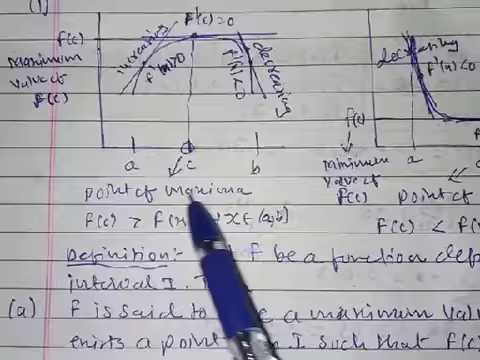 (1)
f'(c)=0
f(c)
increasing
f'(x)>0
f'(x)<0
decreasing
maximum
value of
f(c)
a
c
b
point of maxima
f(c) > f(
x ∈ (a, b)
decreasing
f'(x)<0
f(c)
a
minimum
value of
f(c)
point of
f(c) < f(
Definition:- f be a function def
interval I.
(a) f is said to a maximum val
exists a point in I such that f(c)